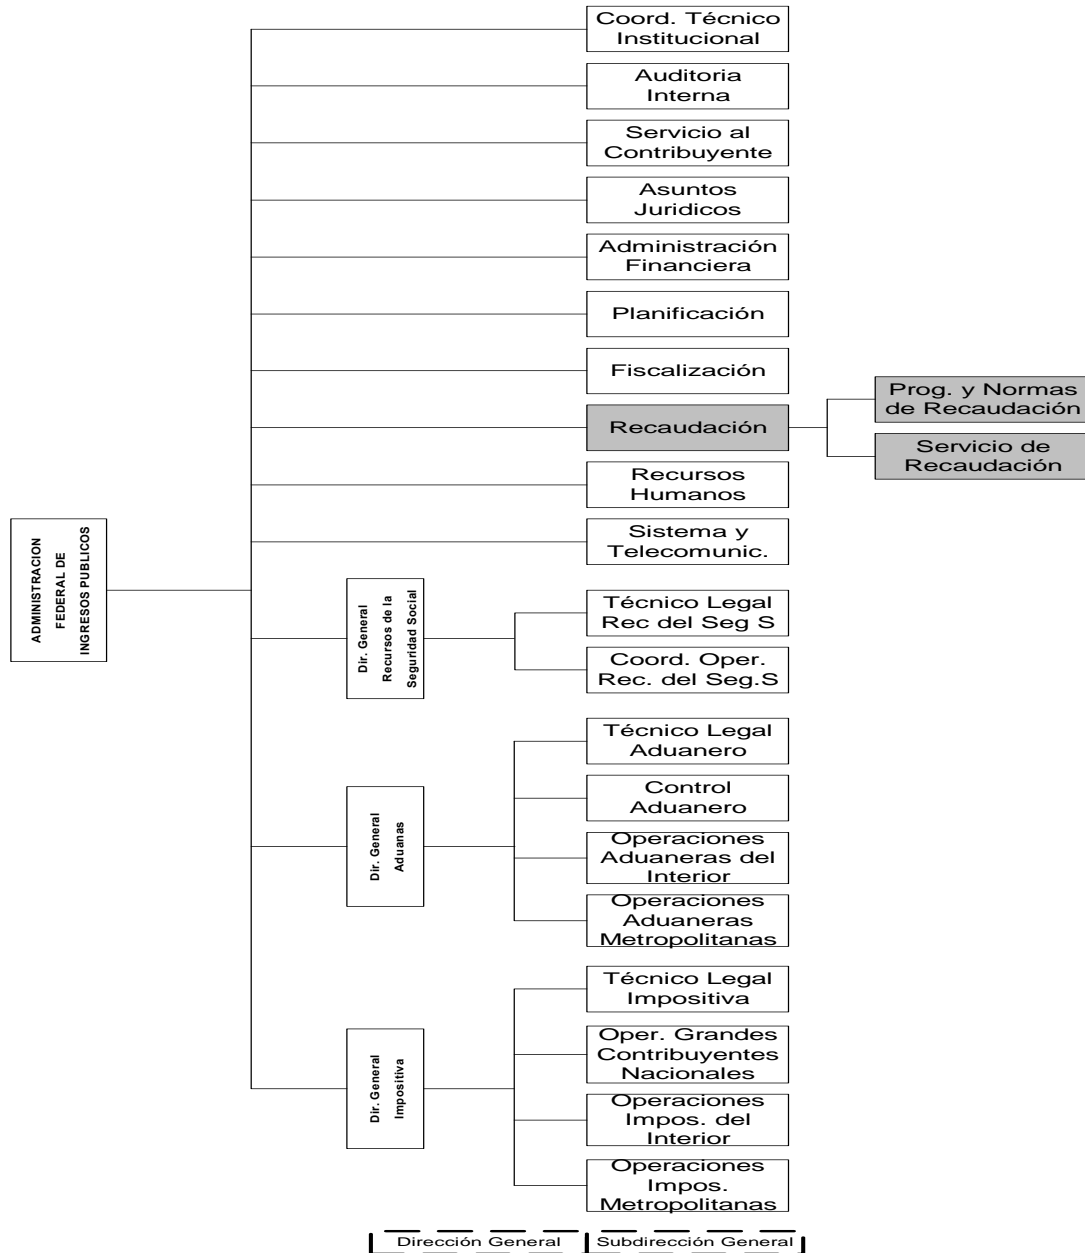 Coord. Técnico
Institucional
Auditoria
Interna
Servicio al
Contribuyente
Asuntos
Juridicos
Administración
Financiera
Planificación
Fiscalización
Recaudación
Prog. y Normas
de Recaudación
Servicio de
Recaudación
Recursos
Humanos
Sistema y
Telecomunic.
ADMINISTRACION
FEDERAL DE
INGRESOS PUBLICOS
Dir. General
Recursos de la
Seguridad Social
Técnico Legal
Rec del Seg S
Coord. Oper.
Rec. del Seg.S
Dir. General
Aduanas
Técnico Legal
Aduanero
Control
Aduanero
Operaciones
Aduaneras del
Interior
Operaciones
Aduaneras
Metropolitanas
Dir. General
Impositiva
Técnico Legal
Impositiva
Oper. Grandes
Contribuyentes
Nacionales
Operaciones
Impos. del
Interior
Operaciones
Impos.
Metropolitanas
Dirección General
Subdirección General